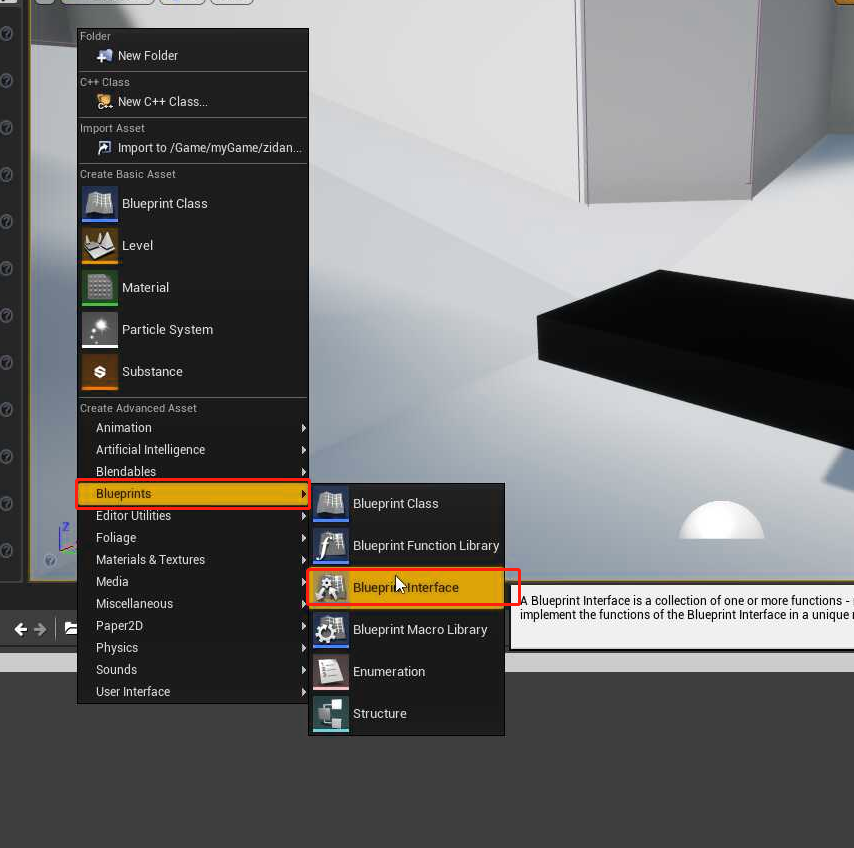 Folder
New Folder
C++ Class
New C++ Class...
Import Asset
Import to /Game/myGame/zidan...
Create Basic Asset
Blueprint Class
Level
Material
Particle System
Substance
Create Advanced Asset
Animation
Artificial Intelligence
Blendables
Blueprints
Editor Utilities
Foliage
Materials & Textures
Media
Miscellaneous
Paper2D
Physics
Sounds
User Interface
Blueprint Class
Blueprint Function Library
Blueprint Interface
Blueprint Macro Library
Enumeration
Structure
A Blueprint Interface is a collection of one or more functions -
implement the functions of the Blueprint Interface in a unique
Z